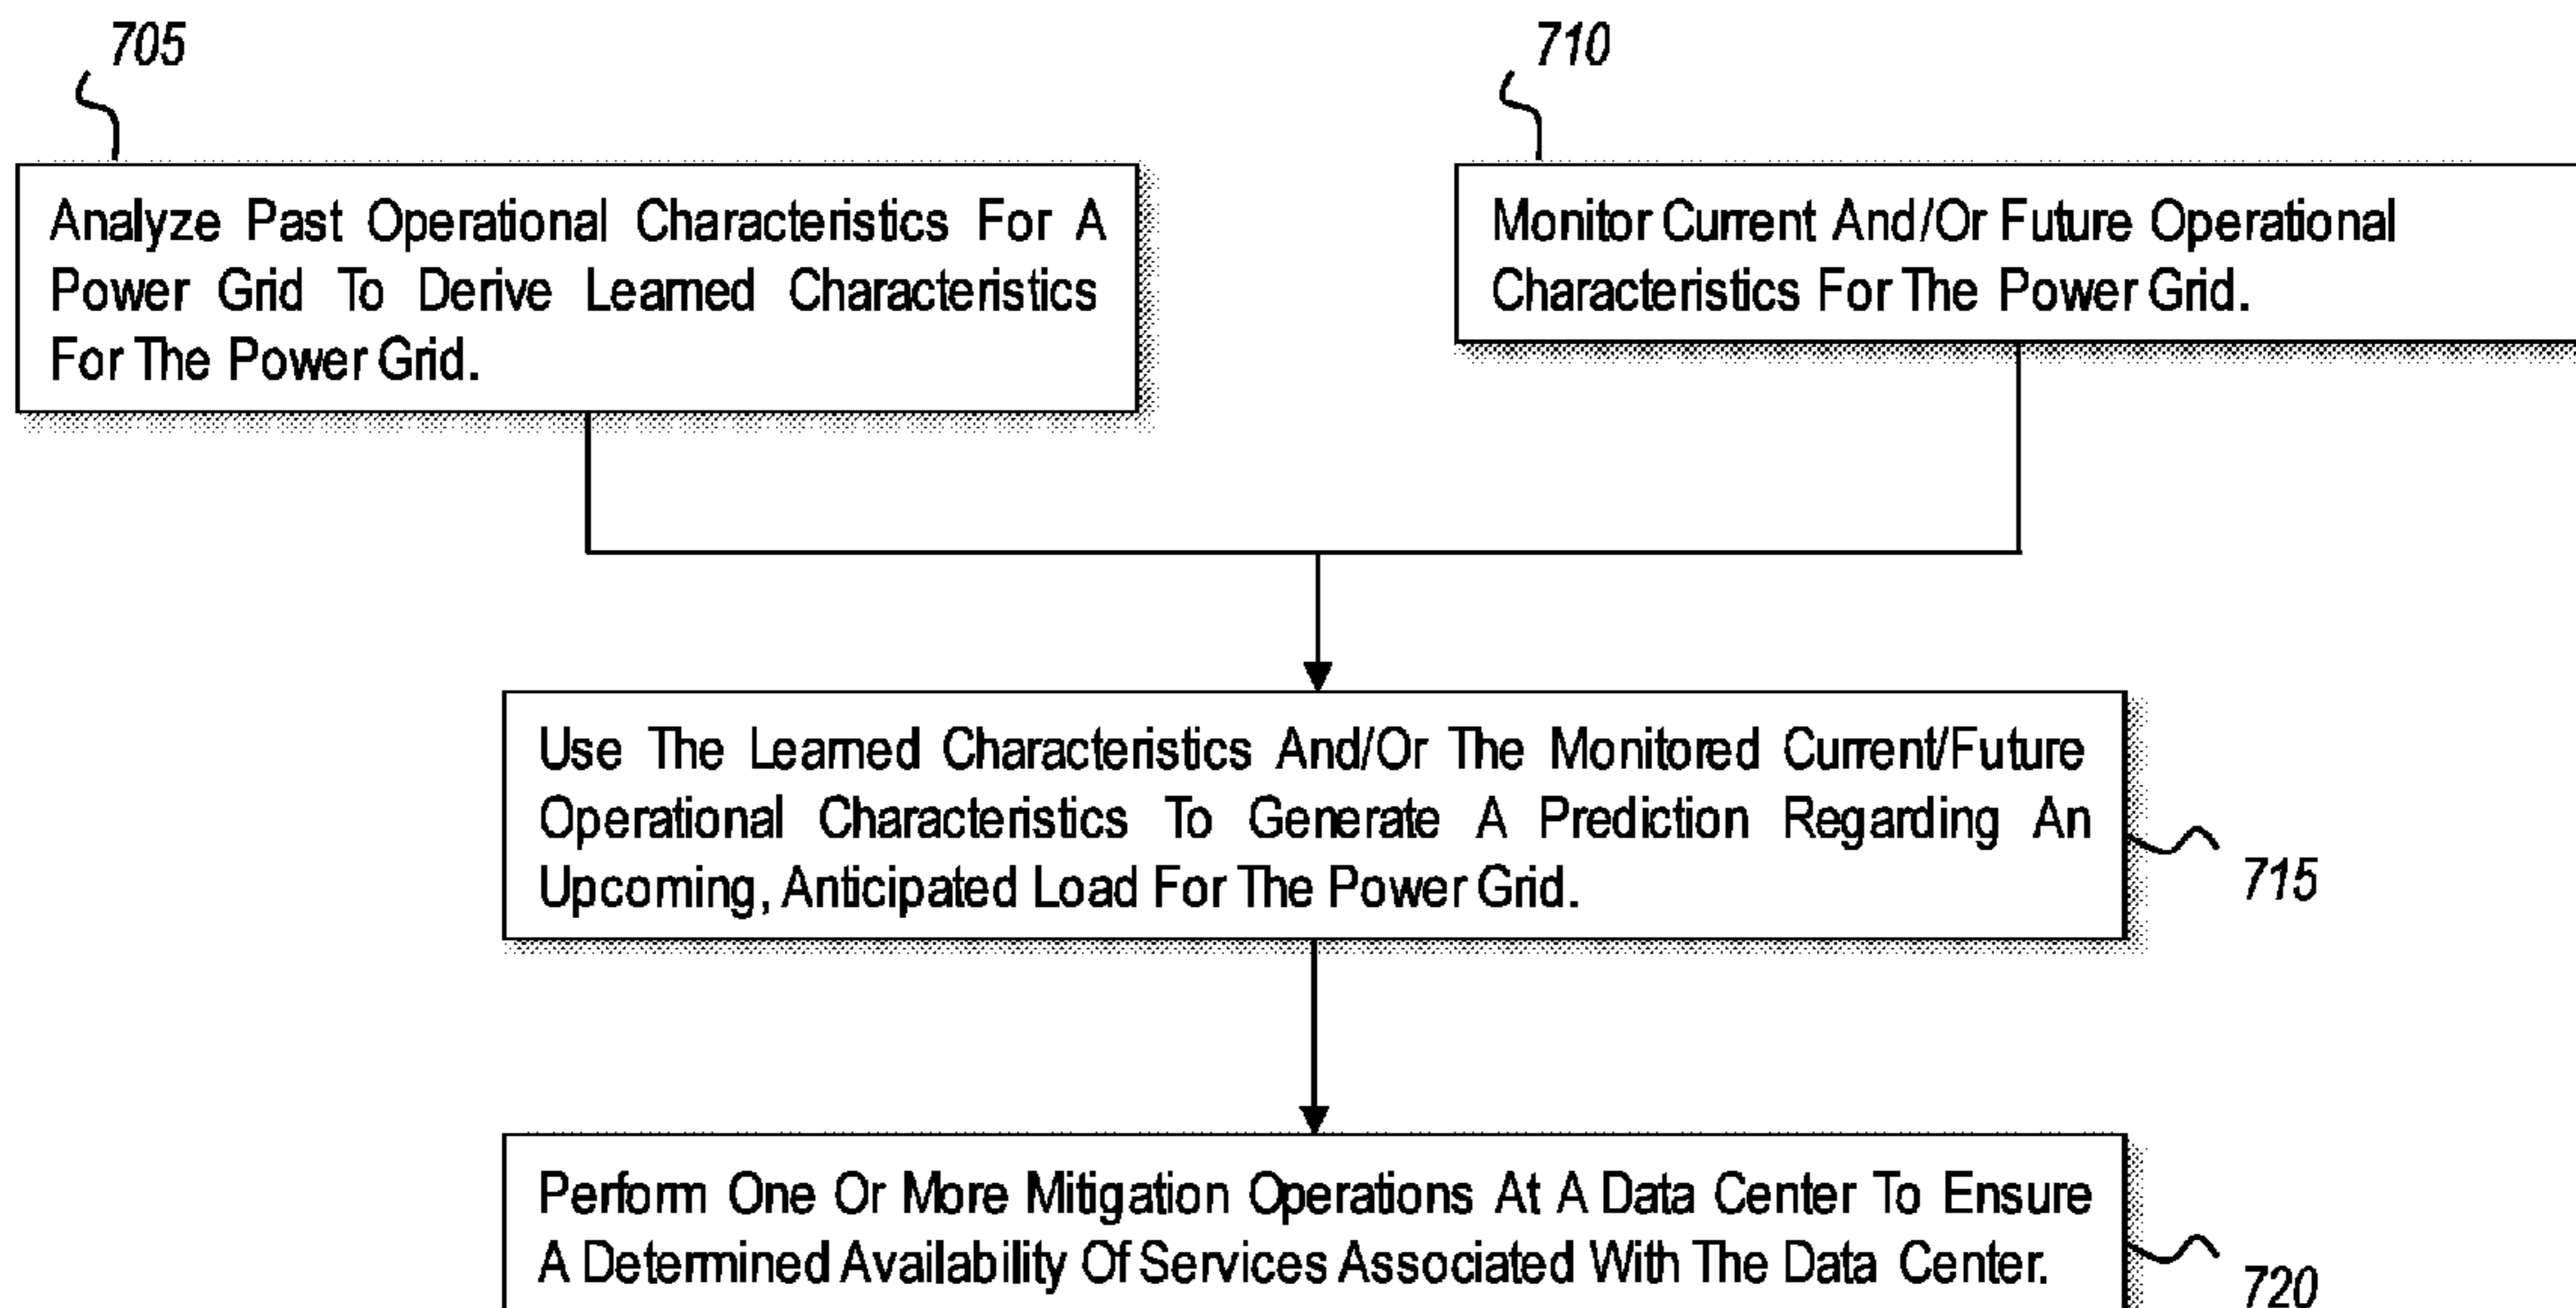 705
710
Analyze Past Operational Characteristics For A
Power Grid To Derive Learned Characteristics
For The Power Grid.
Monitor Current And/Or Future Operational
Characteristics For The Power Grid.
Use The Learned Characteristics And/Or The Monitored Current/Future
Operational Characteristics To Generate A Prediction Regarding An
Upcoming, Anticipated Load For The Power Grid.
715
Perform One Or More Mitigation Operations At A Data Center To Ensure
A Determined Availability Of Services Associated With The Data Center.
720